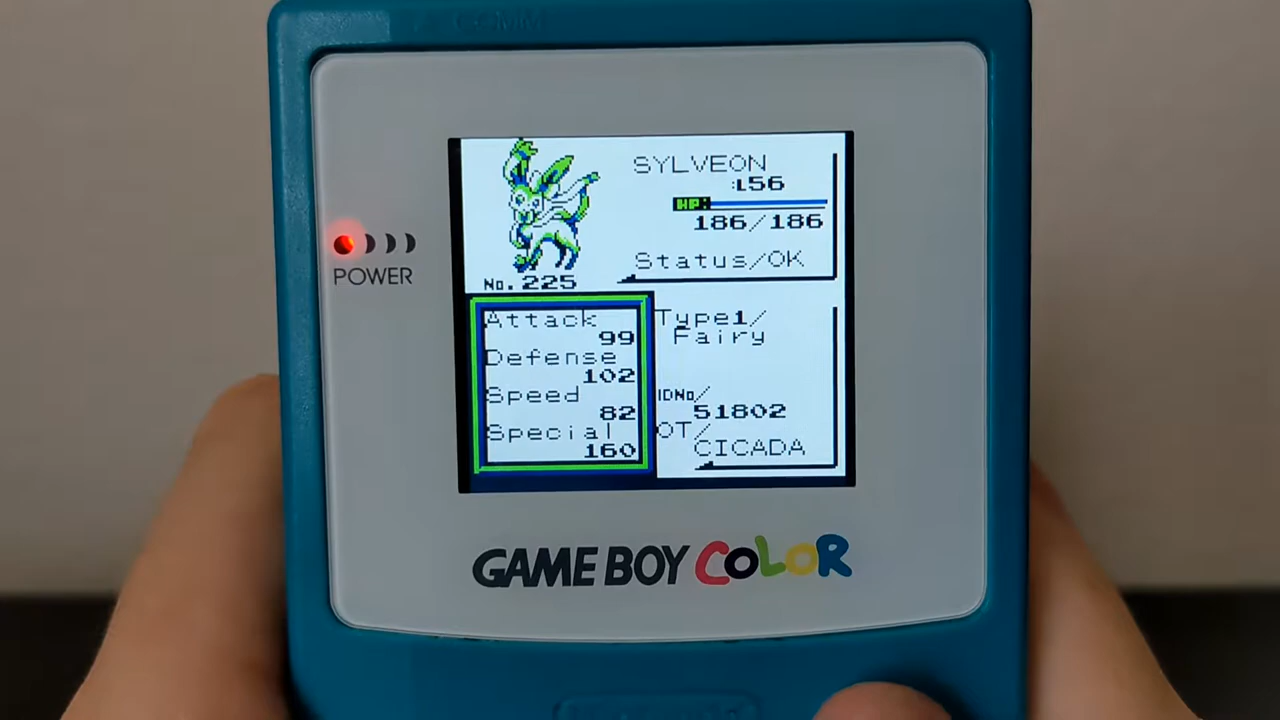 COMM
POWER
SYLVEON
:L56
HP:
186/186
Status/OK
No.225
Attack
99
Defense
102
Speed
82
Special
160
Type1/
Fairy
IDNo/
51802
OT/
CICADA
GAME BOY COLOR